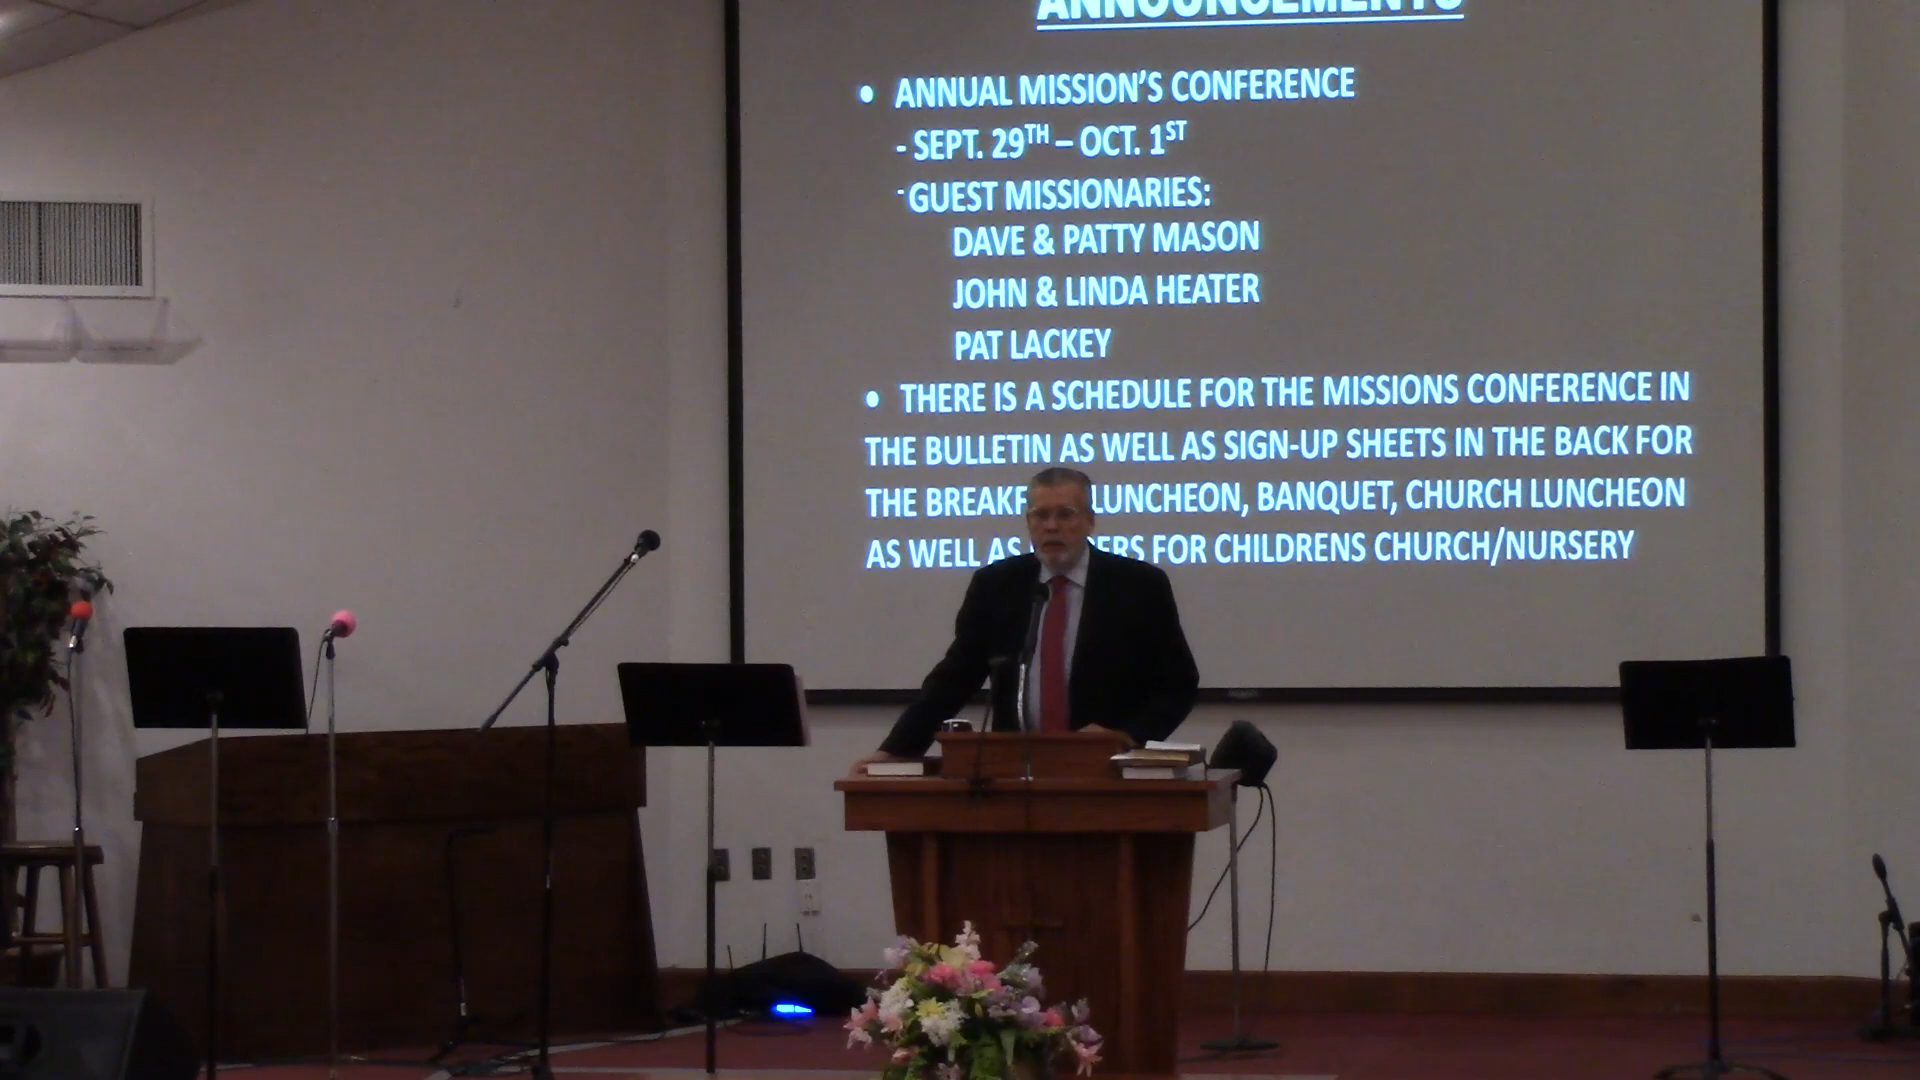 ANNOUNCEMENTS
• ANNUAL MISSION'S CONFERENCE
- SEPT. 29TH – OCT. 1ST
- GUEST MISSIONARIES:
DAVE & PATTY MASON
JOHN & LINDA HEATER
PAT LACKEY
• THERE IS A SCHEDULE FOR THE MISSIONS CONFERENCE IN
THE BULLETIN AS WELL AS SIGN-UP SHEETS IN THE BACK FOR
THE LUNCHEON, BANQUET, CHURCH LUNCHEON
AS WELL AS FOR CHILDRENS CHURCH/NURSERY